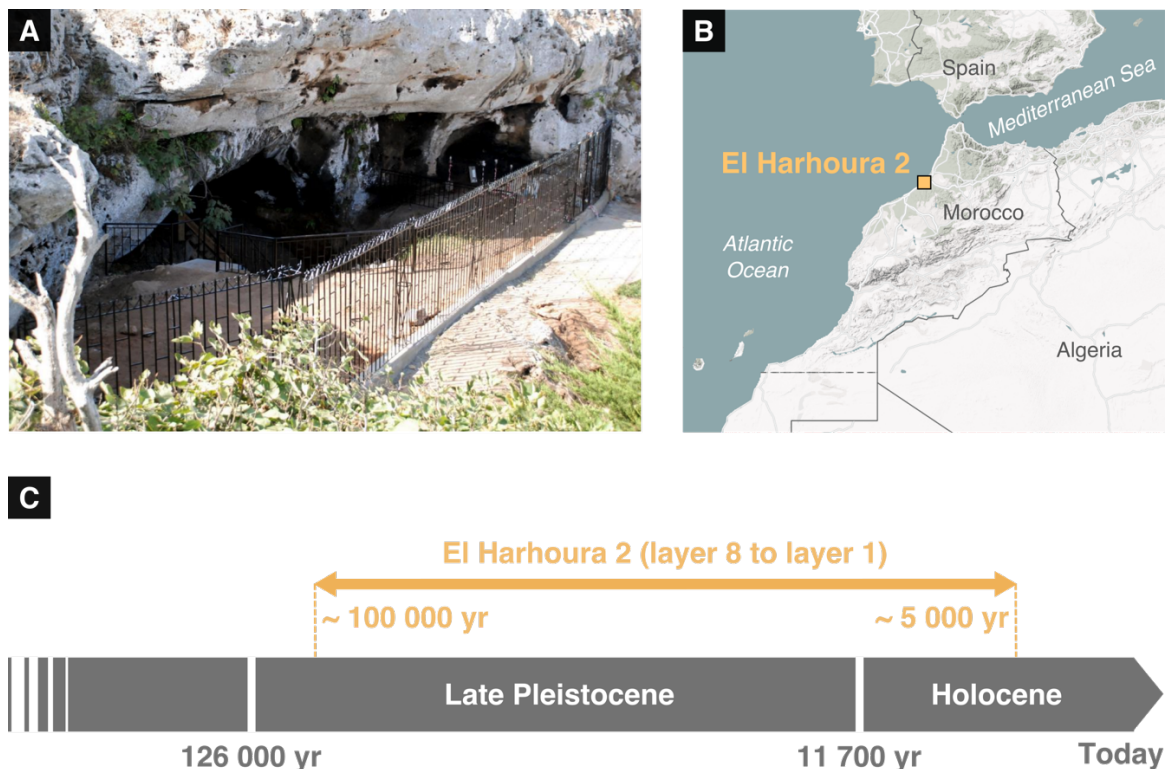 A
B
Spain
Mediterranean Sea
El Harhoura 2
Morocco
Atlantic
Ocean
Algeria
C
El Harhoura 2 (layer 8 to layer 1)
~ 100 000 yr
~ 5 000 yr
Late Pleistocene
Holocene
126 000 yr
11 700 yr
Today